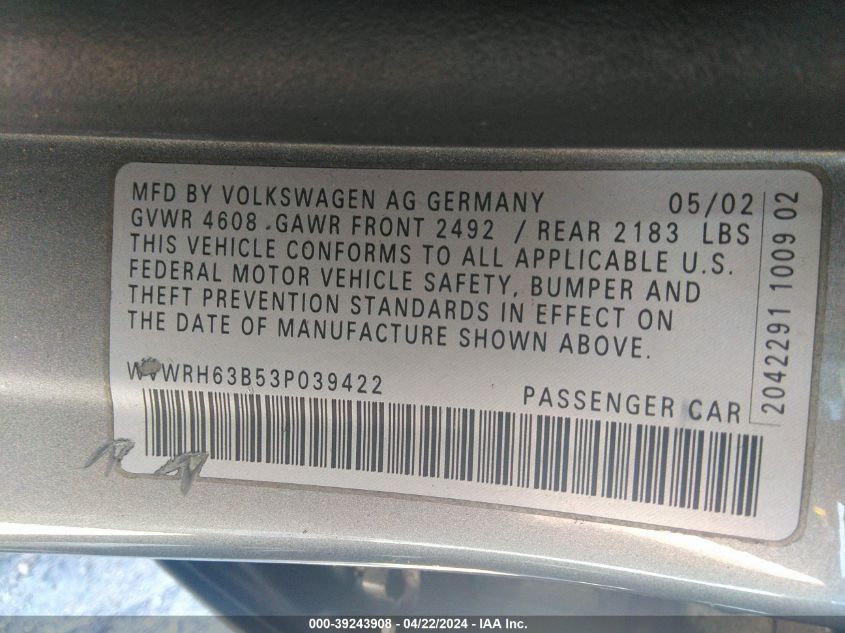 MFD BY VOLKSWAGEN AG GERMANY 05/02
GVWR 4608 GAWR FRONT 2492 / REAR 2183 LBS
THIS VEHICLE CONFORMS TO ALL APPLICABLE U.S.
FEDERAL MOTOR VEHICLE SAFETY, BUMPER AND
THEFT PREVENTION STANDARDS IN EFFECT ON
THE DATE OF MANUFACTURE SHOWN ABOVE.
WVWRH63B53P039422
PASSENGER CAR
2042291 1009 02
000-39243908 - 04/22/2024 - IAA Inc.